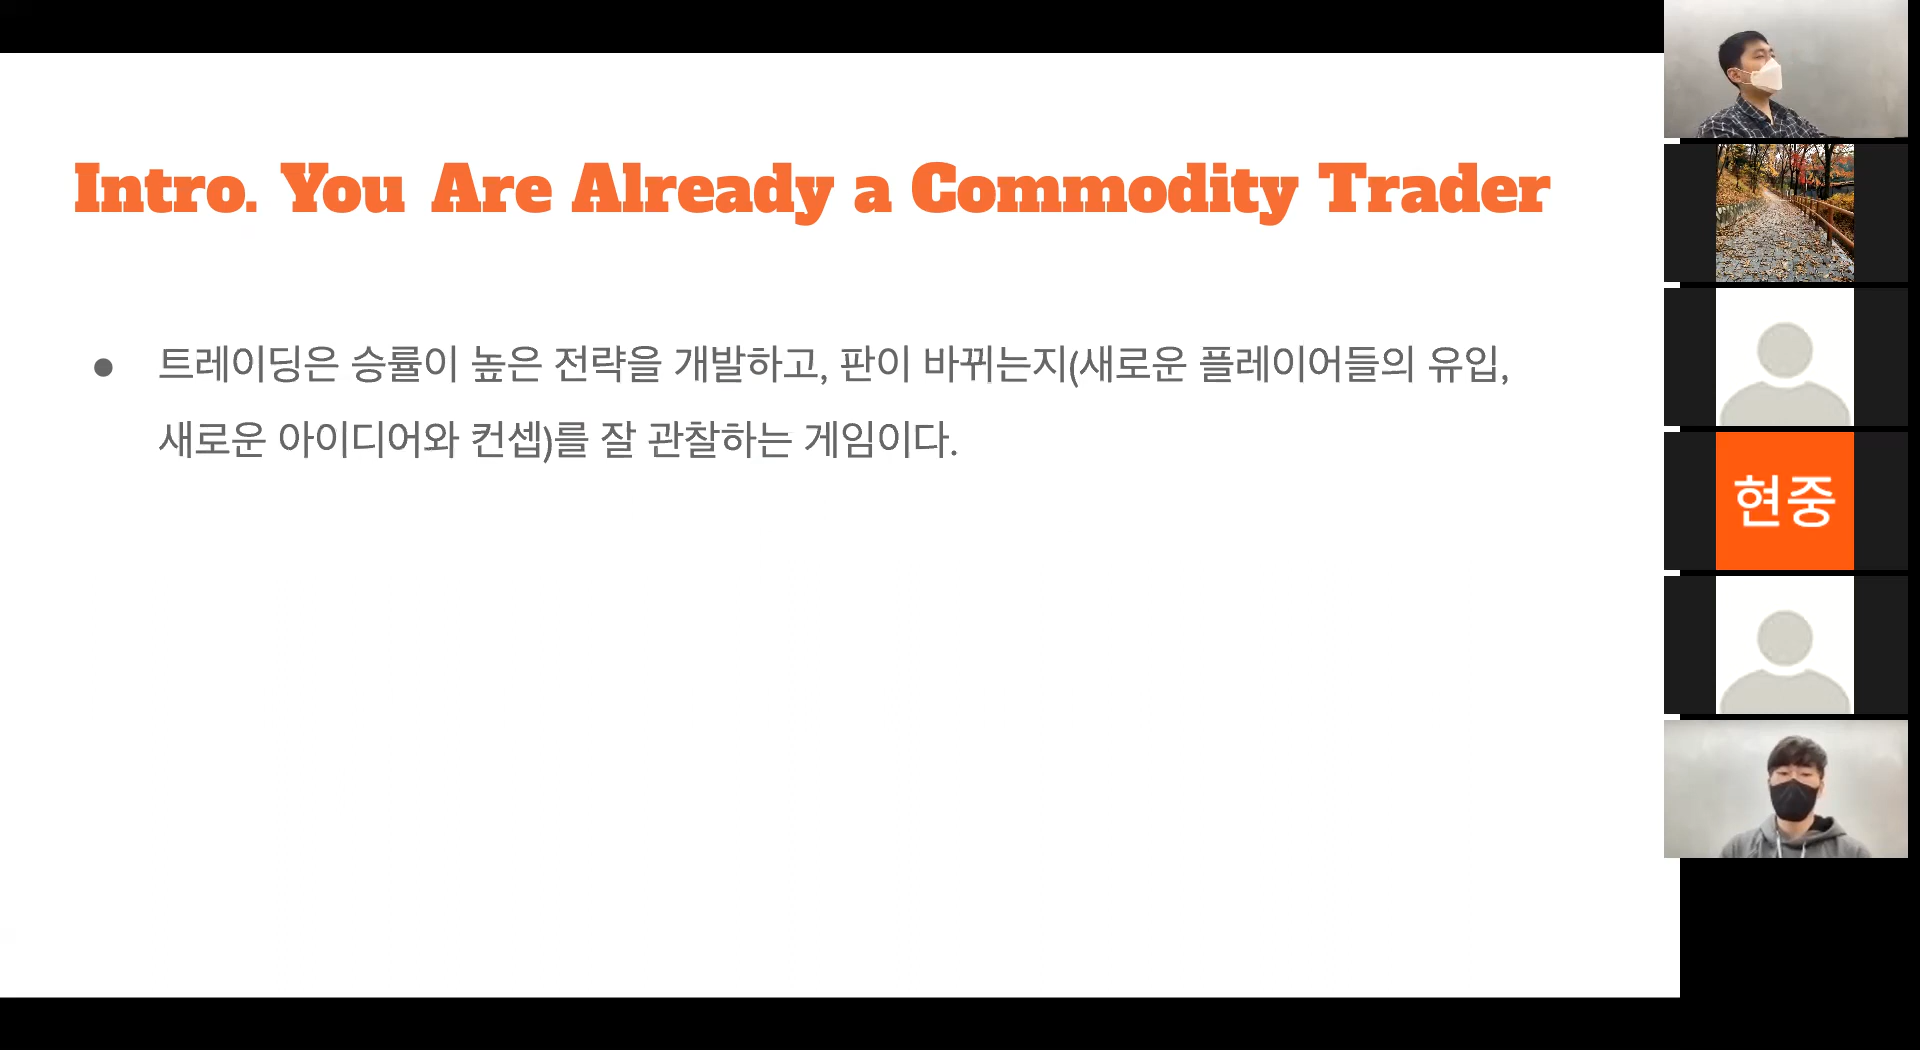 Intro. You Are Already a Commodity Trader
● 트레이딩은 승률이 높은 전략을 개발하고, 판이 바뀌는지(새로운 플레이어들의 유입,
새로운 아이디어와 컨셉)를 잘 관찰하는 게임이다.
현중